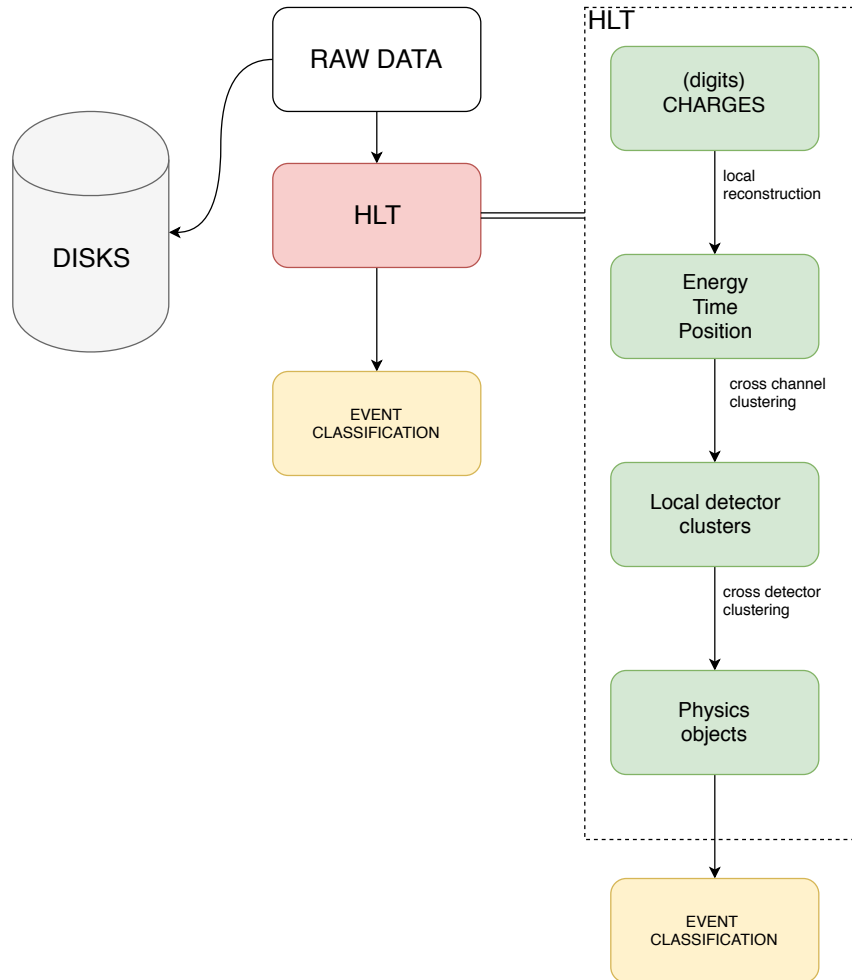 RAW DATA
HLT
DISKS
EVENT
CLASSIFICATION
HLT
(digits)
CHARGES
local
reconstruction
Energy
Time
Position
cross channel
clustering
Local detector
clusters
cross detector
clustering
Physics
objects
EVENT
CLASSIFICATION